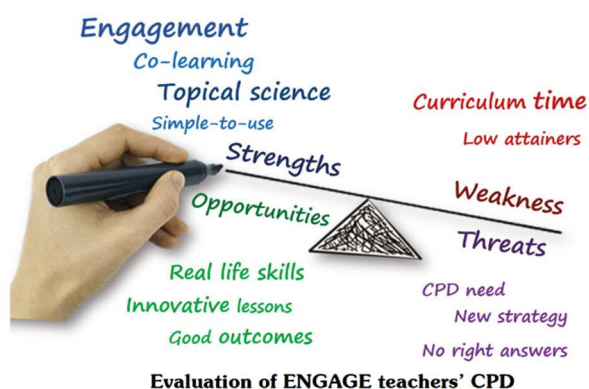 Engagement
Co-learning
Topical science
Simple-to-use
Strengths
Opportunities
Real life skills
Innovative lessons
Good outcomes
Curriculum time
Low attainers
Weakness
Threats
CPD need
New strategy
No right answers
Evaluation of ENGAGE teachers' CPD